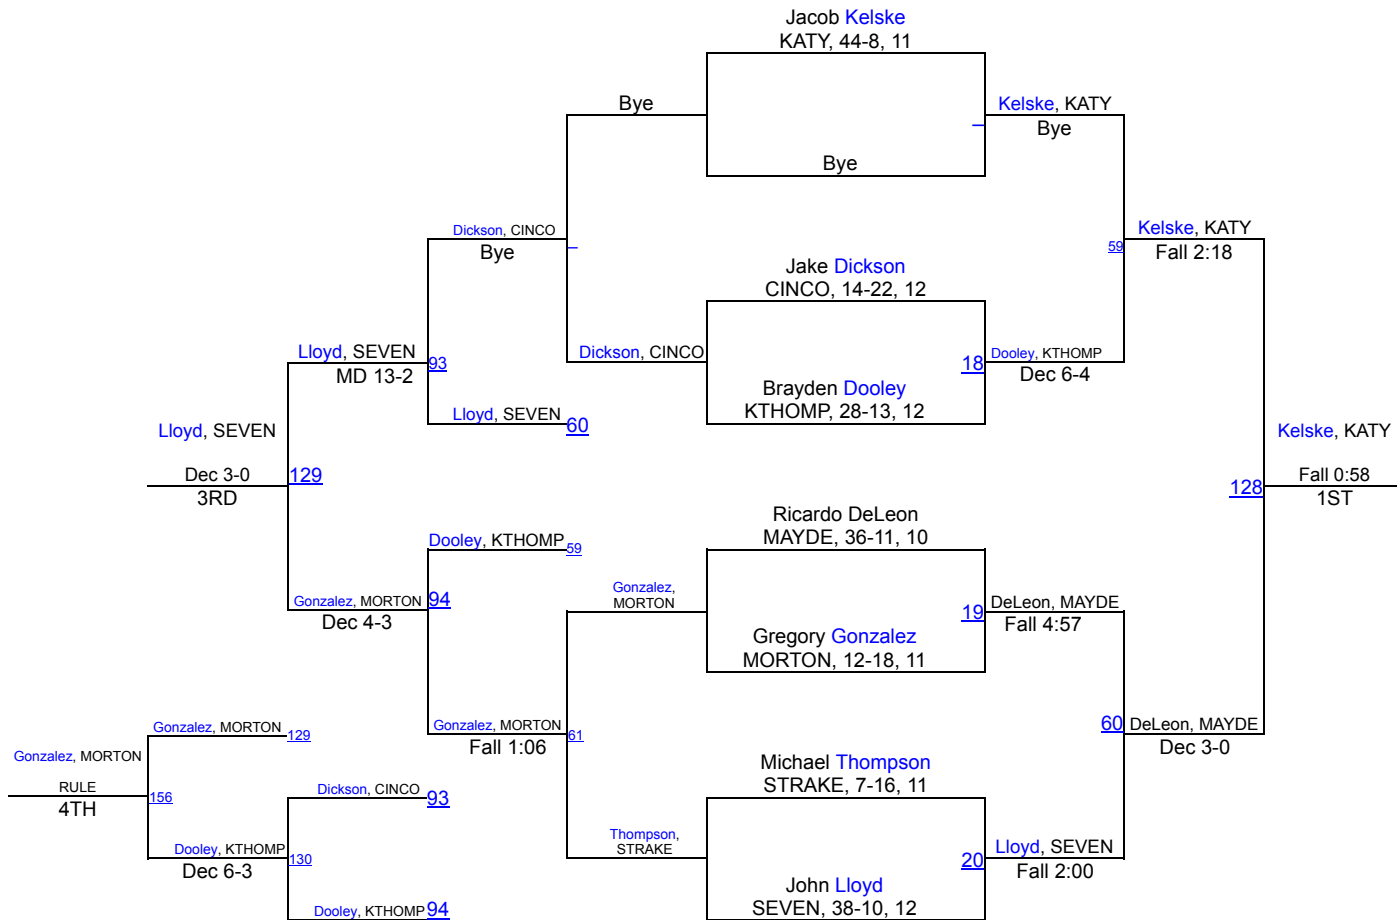 Jacob Kelske
KATY, 44-8, 11
Bye
Kelske, KATY
–
Bye
Bye
Dickson, CINCO
Bye
–
Kelske, KATY
59
Fall 2:18
Jake Dickson
CINCO, 14-22, 12
Lloyd, SEVEN
93
MD 13-2
Dickson, CINCO
18
Dooley, KTHOMP
Dec 6-4
Brayden Dooley
KTHOMP, 28-13, 12
Lloyd, SEVEN
60
Lloyd, SEVEN
Dec 3-0
129
3RD
Kelske, KATY
Fall 0:58
128
1ST
Ricardo DeLeon
MAYDE, 36-11, 10
Dooley, KTHOMP
59
Gonzalez, MORTON
94
Dec 4-3
Gonzalez,
MORTON
19
DeLeon, MAYDE
Fall 4:57
Gregory Gonzalez
MORTON, 12-18, 11
Gonzalez, MORTON
61
Fall 1:06
60
DeLeon, MAYDE
Dec 3-0
Gonzalez, MORTON
129
Gonzalez, MORTON
RULE
156
4TH
Michael Thompson
STRAKE, 7-16, 11
Dickson, CINCO
93
Thompson,
STRAKE
Dooley, KTHOMP
130
Dec 6-3
20
Lloyd, SEVEN
Fall 2:00
John Lloyd
SEVEN, 38-10, 12
Dooley, KTHOMP
94